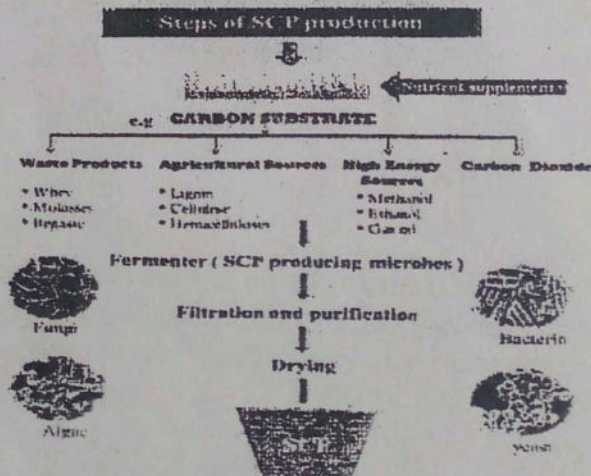 Steps of SCP production
Nutrient supplements
e.g CARBON SUBSTRATE
Waste Products
* Whey
* Molasses
* Bagasse
Agricultural Sources
* Lignin
* Cellulose
* Hemicelluloses
High Energy
Sources
* Methanol
* Ethanol
* Gas oil
Carbon Dioxide
Fermenter ( SCP producing microbes )
Fungi
Filtration and purification
Bacteria
Drying
Algae
SCP
yeast